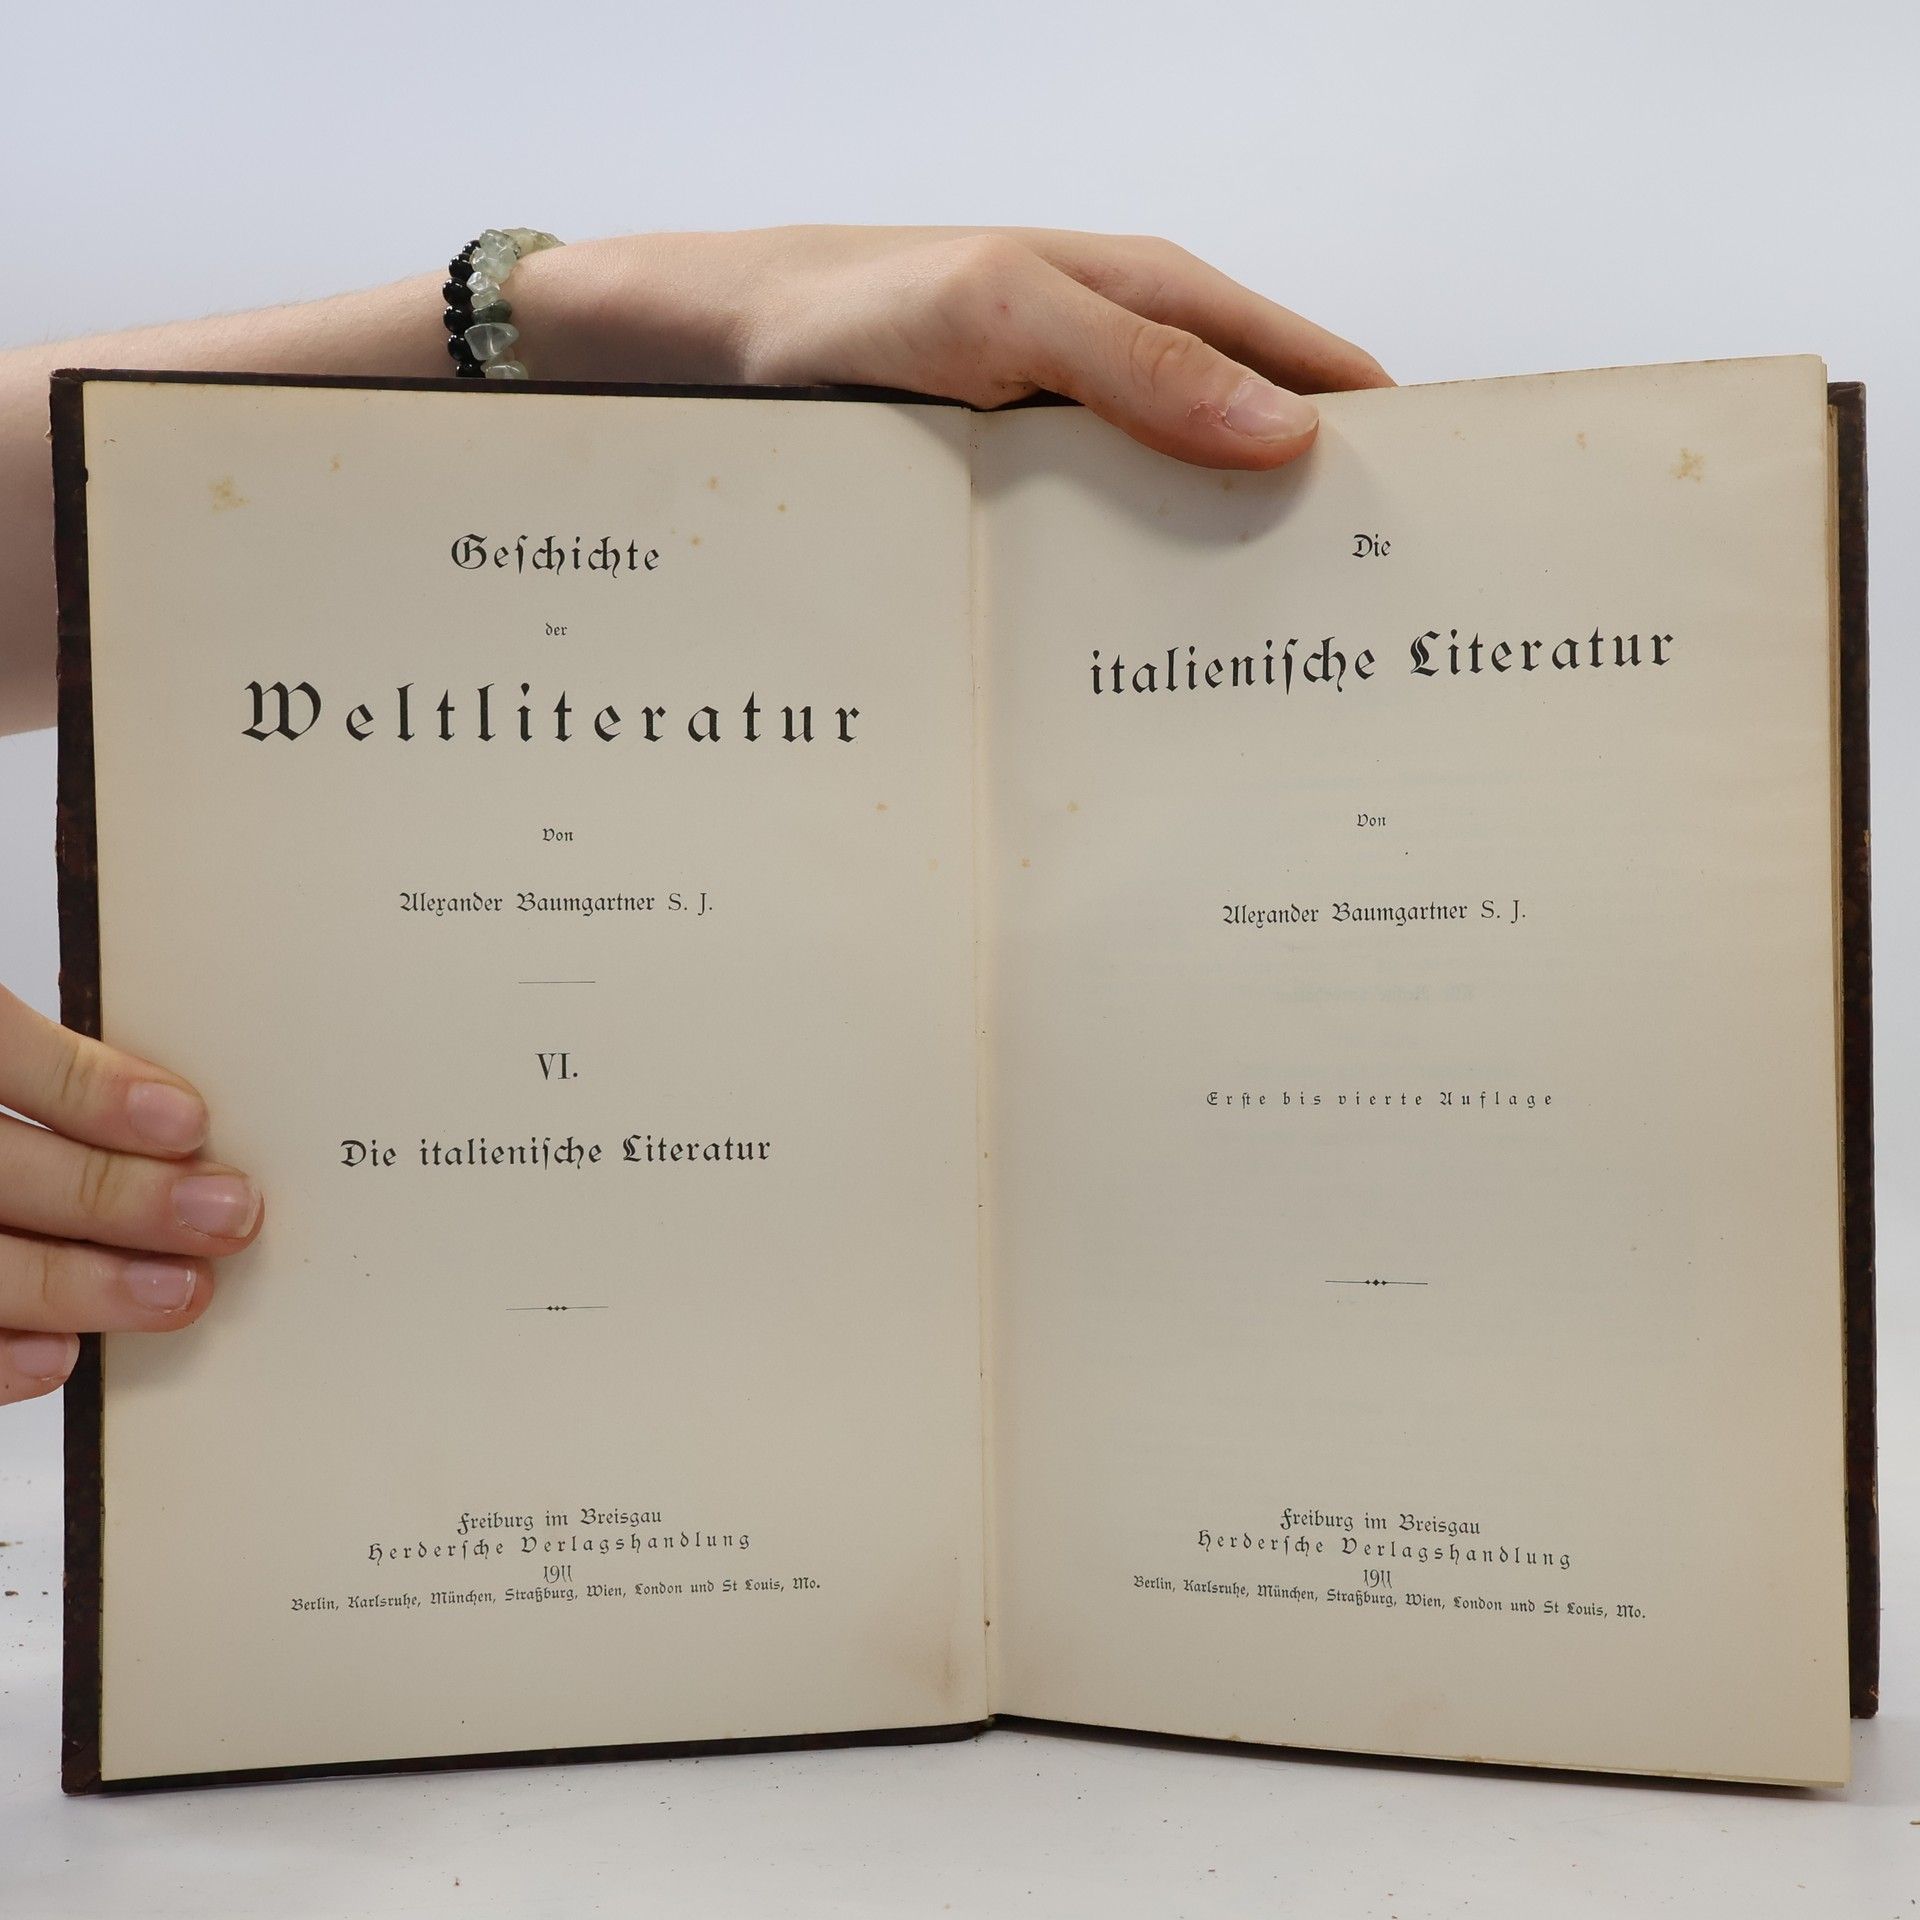 Geſchichte
der
Weltliteratur
Von
Alexander Baumgartner S. J.
VI.
Die italieniſche Literatur
Freiburg im Breisgau
Herderſche Verlagshandlung
1911
Berlin, Karlsruhe, München, Straßburg, Wien, London und St Louis, Mo.
Die
italieniſche Literatur
Von
Alexander Baumgartner S. J.
Erſte bis vierte Auflage
Freiburg im Breisgau
Herderſche Verlagshandlung
1911
Berlin, Karlsruhe, München, Straßburg, Wien, London und St Louis, Mo.